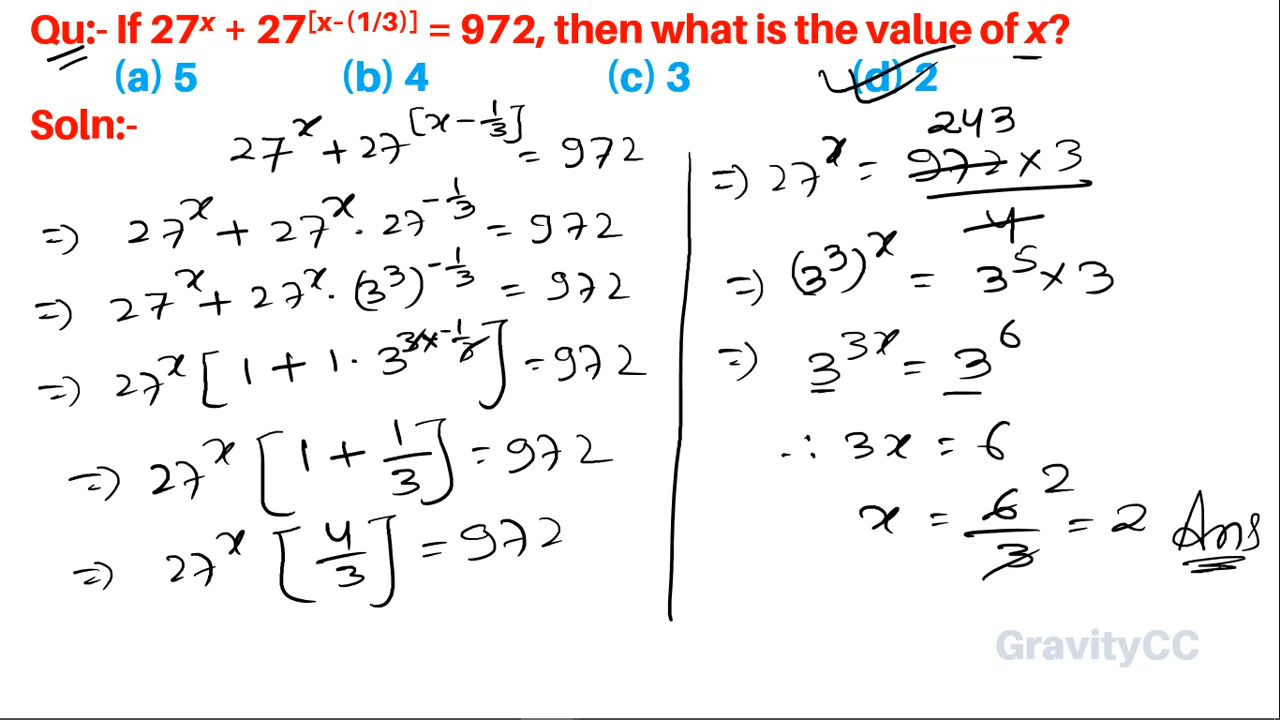 Qu:- If 27^x + 27^[x–(1/3)] = 972, then what is the value of x?
(a) 5 (b) 4 (c) 3 (d) 2
Soln:-
27^x + 27^[x – 1/3] = 972
=) 27^x + 27^x · 27^–1/3 = 972
=) 27^x + 27^x · (3^3)^–1/3 = 972
=) 27^x [1 + 1 · 3^3×–1/3] = 972
=) 27^x [1 + 1/3] = 972
=) 27^x [4/3] = 972
243
=) 27^x = 972 × 3 / 4
=) (3^3)^x = 3^5 × 3
=) 3^3x = 3^6
∴ 3x = 6
x = 6/3 2 = 2 Ans
GravityCC